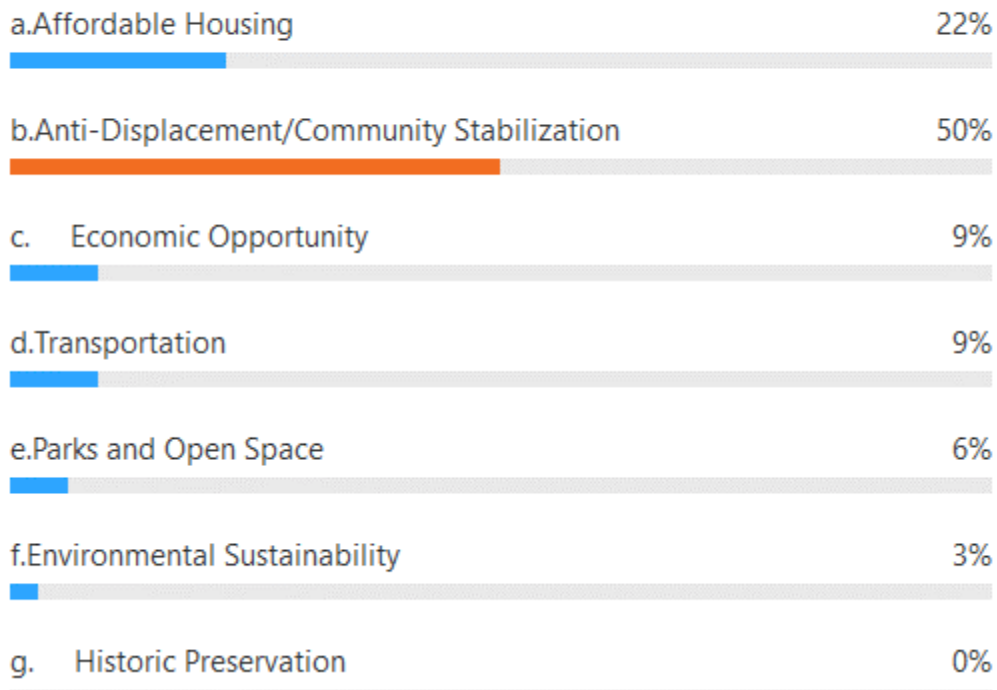 a.Affordable Housing 22%
b.Anti-Displacement/Community Stabilization 50%
c. Economic Opportunity 9%
d.Transportation 9%
e.Parks and Open Space 6%
f.Environmental Sustainability 3%
g. Historic Preservation 0%